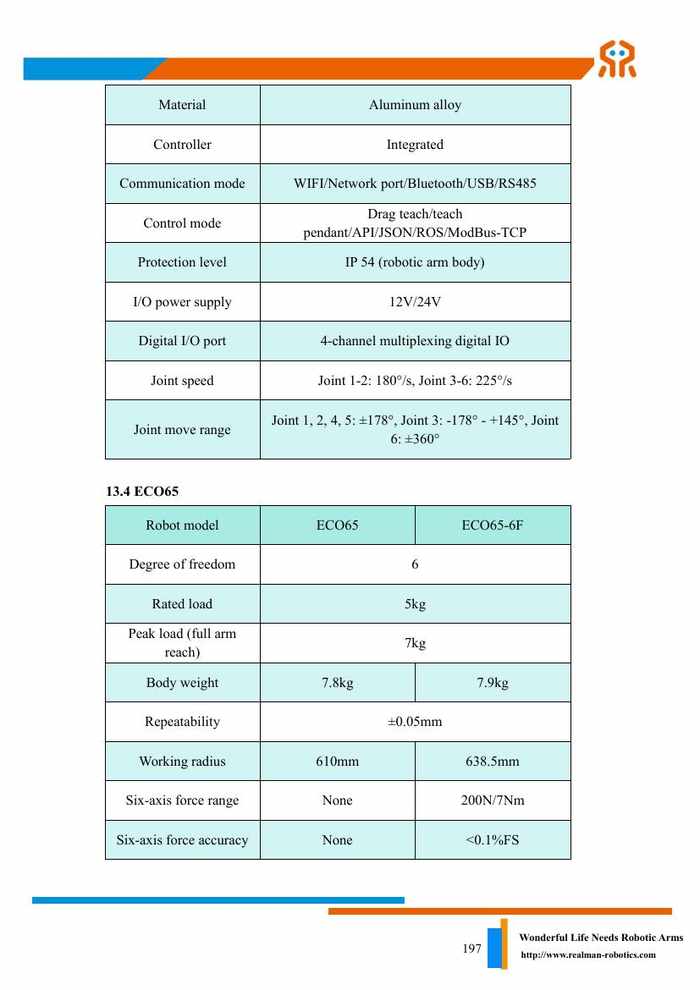 Material Aluminum alloy
Controller Integrated
Communication mode WIFI/Network port/Bluetooth/USB/RS485
Control mode Drag teach/teach
pendant/API/JSON/ROS/ModBus-TCP
Protection level IP 54 (robotic arm body)
I/O power supply 12V/24V
Digital I/O port 4-channel multiplexing digital IO
Joint speed Joint 1-2: 180°/s, Joint 3-6: 225°/s
Joint move range Joint 1, 2, 4, 5: ±178°, Joint 3: -178° - +145°, Joint
6: ±360°
13.4 ECO65
Robot model ECO65 ECO65-6F
Degree of freedom 6
Rated load 5kg
Peak load (full arm
reach) 7kg
Body weight 7.8kg 7.9kg
Repeatability ±0.05mm
Working radius 610mm 638.5mm
Six-axis force range None 200N/7Nm
Six-axis force accuracy None <0.1%FS
197
Wonderful Life Needs Robotic Arms
http://www.realman-robotics.com